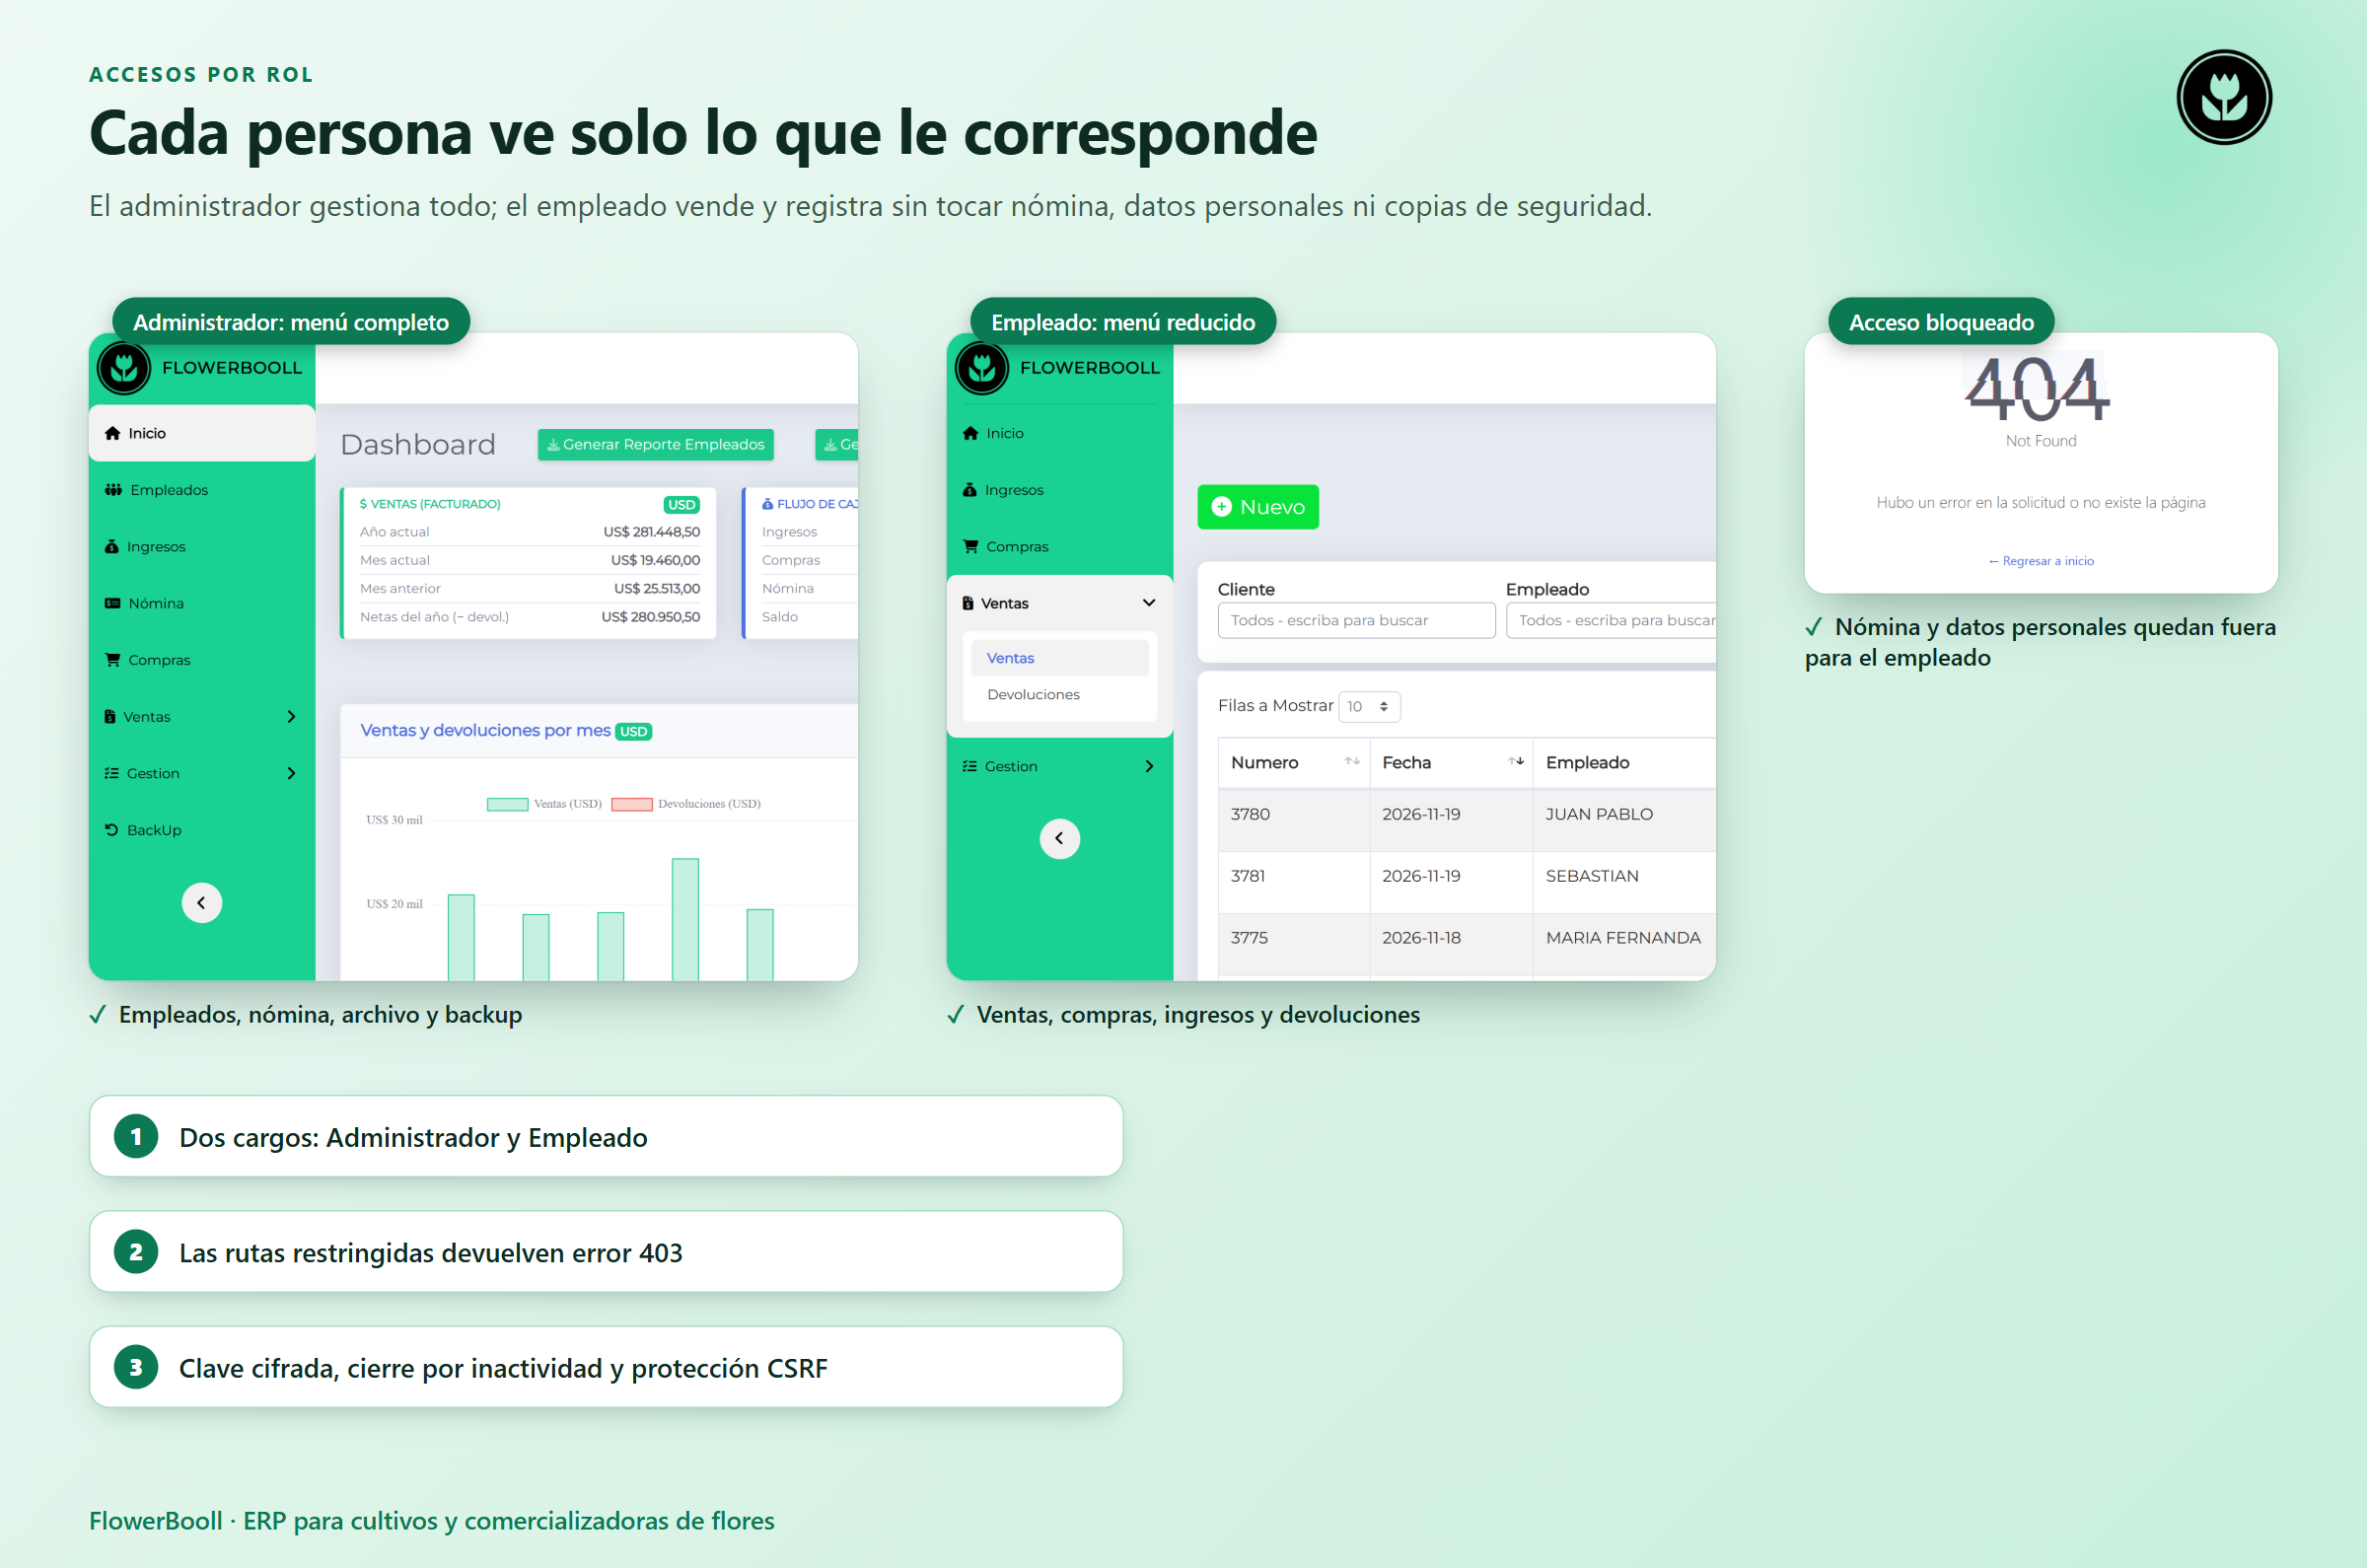 ACCESOS POR ROL
Cada persona ve solo lo que le corresponde
El administrador gestiona todo; el empleado vende y registra sin tocar nómina, datos personales ni copias de seguridad.
Administrador: menú completo
FLOWERBOOLL
Inicio
Empleados
Ingresos
Nómina
Compras
Ventas
Gestion
BackUp
Dashboard
Generar Reporte Empleados
Ge
$ VENTAS (FACTURADO) USD
Año actual US$ 281.448,50
Mes actual US$ 19.460,00
Mes anterior US$ 25.513,00
Netas del año (− devol.) US$ 280.950,50
FLUJO DE CAJ
Ingresos
Compras
Nómina
Saldo
Ventas y devoluciones por mes USD
Ventas (USD) Devoluciones (USD)
US$ 30 mil
US$ 20 mil
✓ Empleados, nómina, archivo y backup
Empleado: menú reducido
FLOWERBOOLL
Inicio
Ingresos
Compras
Ventas
Ventas
Devoluciones
Gestion
Nuevo
Cliente Empleado
Todos - escriba para buscar Todos - escriba para buscar
Filas a Mostrar 10
Numero Fecha Empleado
3780 2026-11-19 JUAN PABLO
3781 2026-11-19 SEBASTIAN
3775 2026-11-18 MARIA FERNANDA
✓ Ventas, compras, ingresos y devoluciones
Acceso bloqueado
404
Not Found
Hubo un error en la solicitud o no existe la página
← Regresar a inicio
✓ Nómina y datos personales quedan fuera
para el empleado
1 Dos cargos: Administrador y Empleado
2 Las rutas restringidas devuelven error 403
3 Clave cifrada, cierre por inactividad y protección CSRF
FlowerBooll · ERP para cultivos y comercializadoras de flores